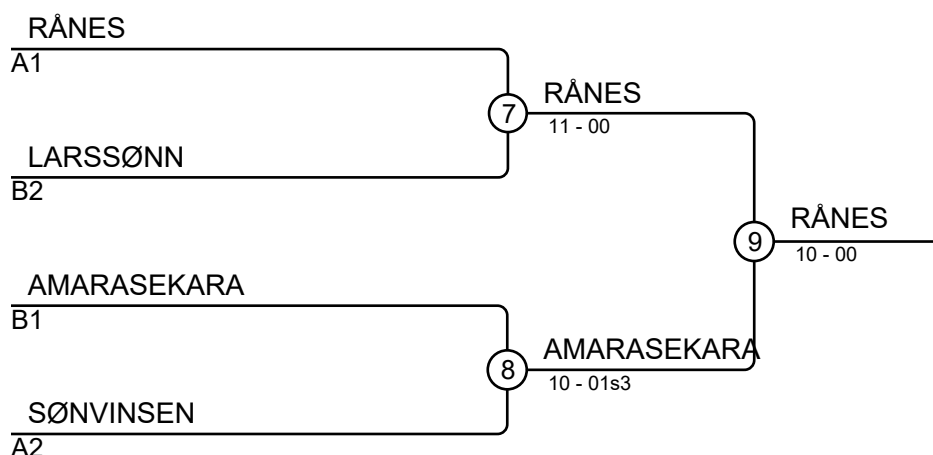 RÅNES
A1
7
RÅNES
11 - 00
LARSSØNN
B2
9
RÅNES
10 - 00
AMARASEKARA
B1
8
AMARASEKARA
10 - 01s3
SØNVINSEN
A2